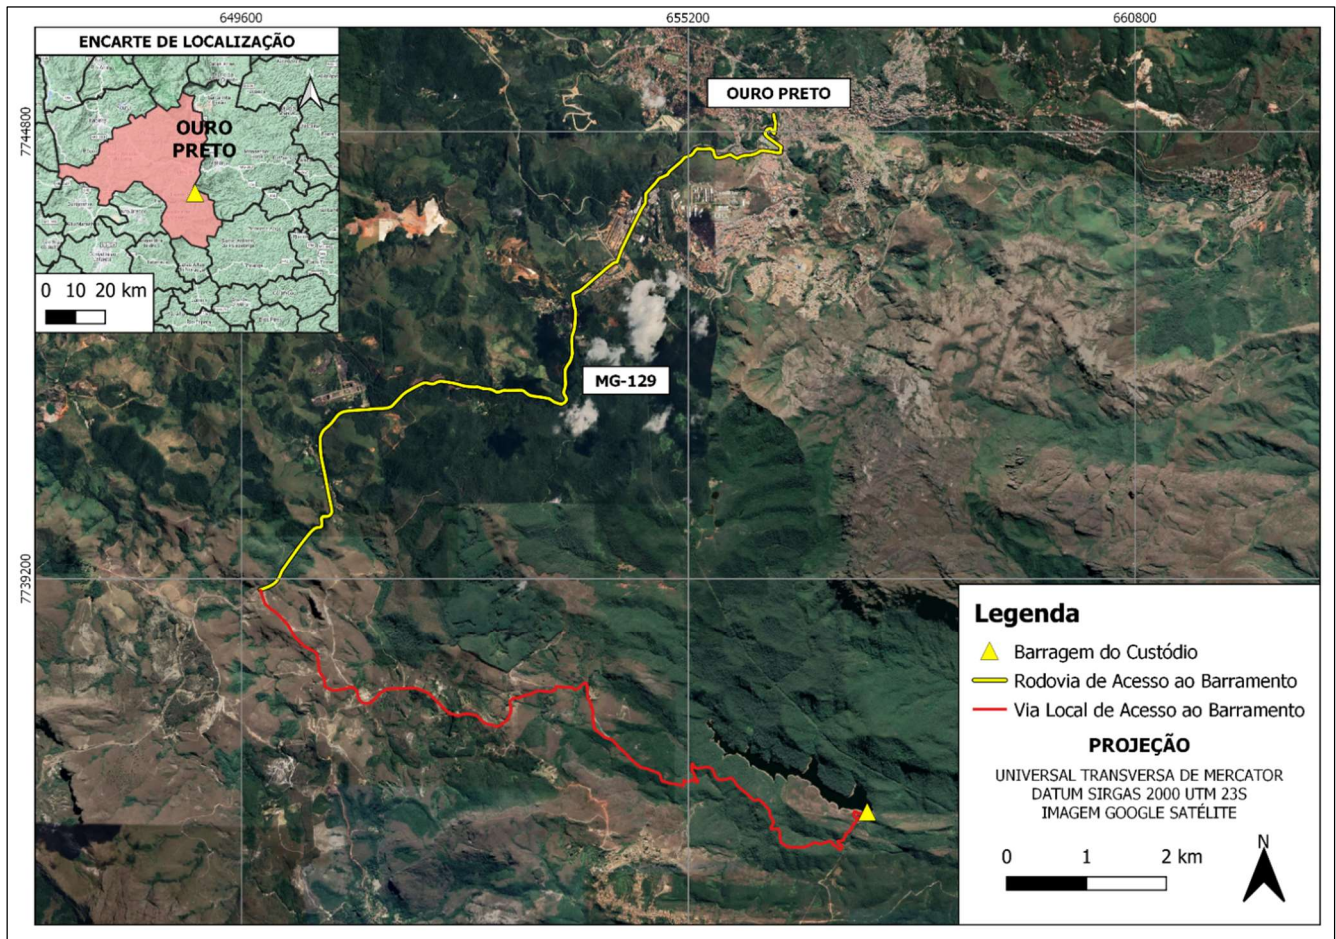 649600
655200
660800
ENCARTE DE LOCALIZAÇÃO
OURO
PRETO
0 10 20 km
7744800
OURO PRETO
MG-129
7739200
Legenda
Barragem do Custódio
Rodovia de Acesso ao Barramento
Via Local de Acesso ao Barramento
PROJEÇÃO
UNIVERSAL TRANSVERSA DE MERCATOR
DATUM SIRGAS 2000 UTM 23S
IMAGEM GOOGLE SATÉLITE
0 1 2 km
N